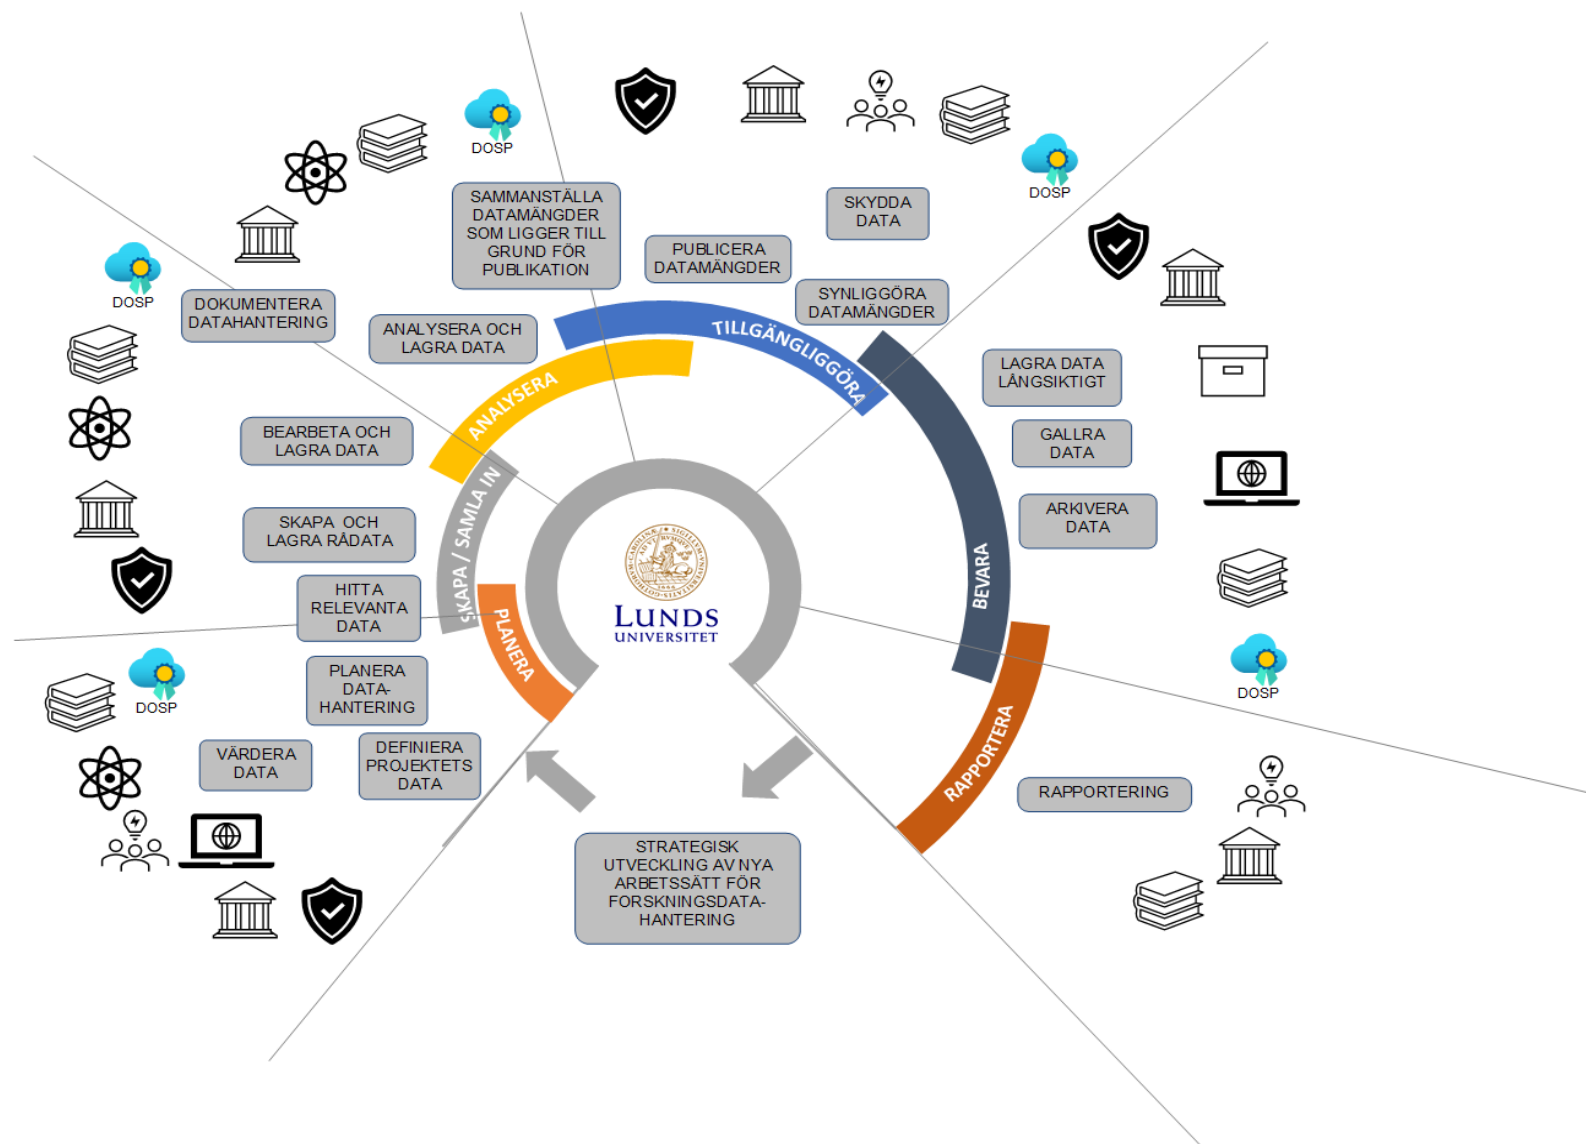 DOSP
SAMMANSTÄLLA
DATAMÄNGDER
SOM LIGGER TILL
GRUND FÖR
PUBLIKATION
SKYDDA
DATA
DOSP
PUBLICERA
DATAMÄNGDER
SYNLIGGÖRA
DATAMÄNGDER
DOSP
DOKUMENTERA
DATAHANTERING
ANALYSERA OCH
LAGRA DATA
TILLGÄNGLIGGÖRA
ANALYSERA
LAGRA DATA
LÅNGSIKTIGT
BEARBETA OCH
LAGRA DATA
GALLRA
DATA
SKAPA OCH
LAGRA RÅDATA
SKAPA / SAMLA IN
ARKIVERA
DATA
BEVARA
HITTA
RELEVANTA
DATA
PLANERA
LUNDS
UNIVERSITET
DOSP
PLANERA
DATA-
HANTERING
DOSP
VÄRDERA
DATA
DEFINIERA
PROJEKTETS
DATA
RAPPORTERA
RAPPORTERING
STRATEGISK
UTVECKLING AV NYA
ARBETSSÄTT FÖR
FORSKNINGSDATA-
HANTERING